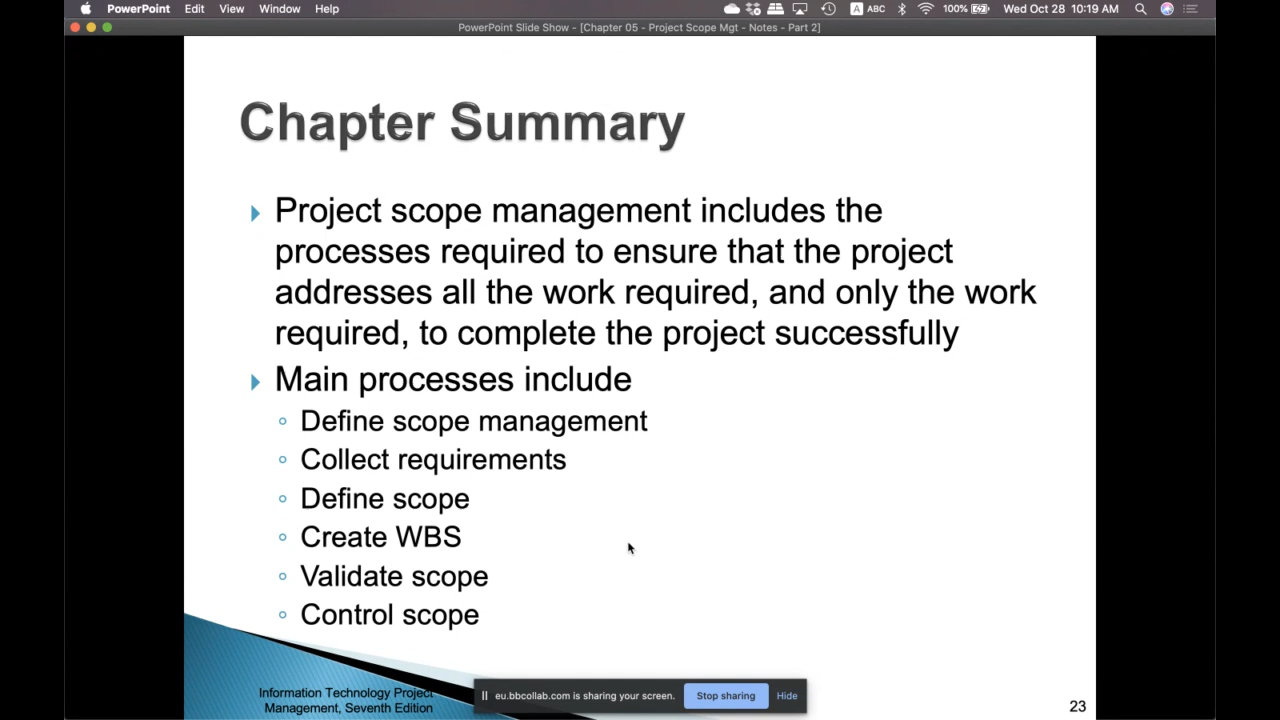 PowerPoint Edit View Window Help A ABC 100% Wed Oct 28 10:19 AM
PowerPoint Slide Show - [Chapter 05 - Project Scope Mgt - Notes - Part 2]
Chapter Summary
Project scope management includes the
processes required to ensure that the project
addresses all the work required, and only the work
required, to complete the project successfully
Main processes include
Define scope management
Collect requirements
Define scope
Create WBS
Validate scope
Control scope
Information Technology Project
Management, Seventh Edition
eu.bbcollab.com is sharing your screen. Stop sharing Hide
23